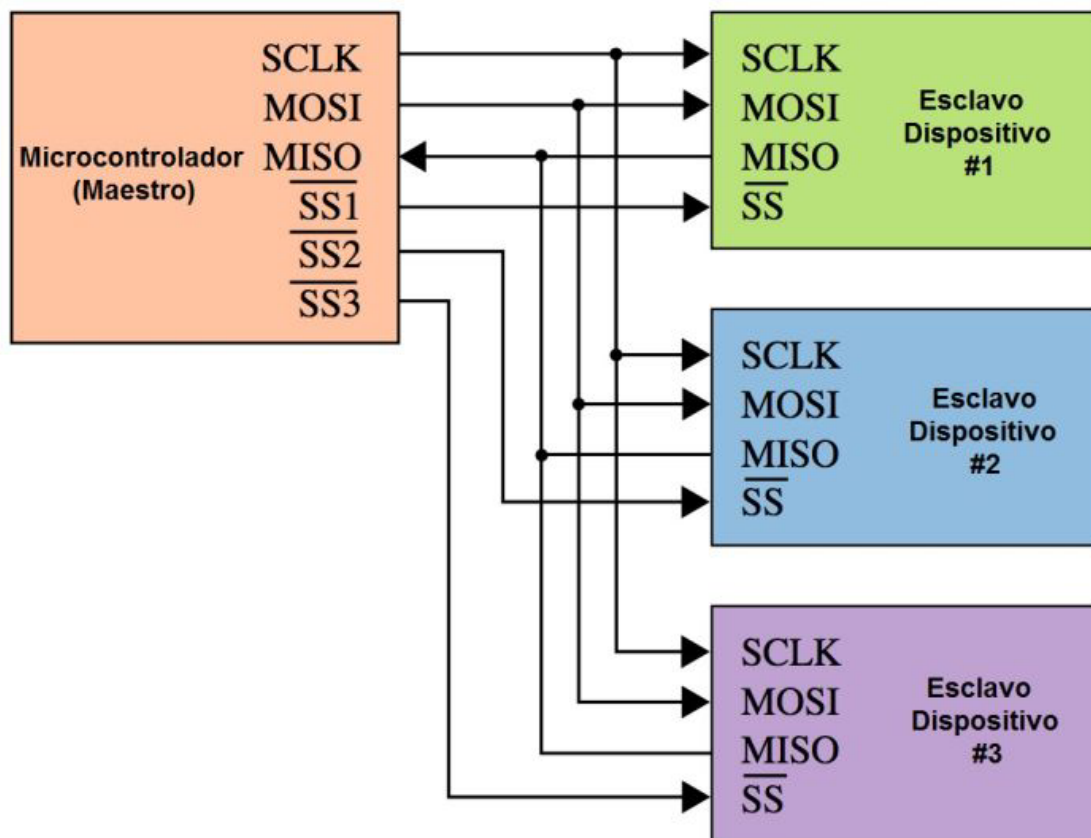 Microcontrolador
(Maestro)
SCLK
MOSI
MISO
SS1
SS2
SS3
SCLK
MOSI
MISO
SS
Esclavo
Dispositivo
#1
SCLK
MOSI
MISO
SS
Esclavo
Dispositivo
#2
SCLK
MOSI
MISO
SS
Esclavo
Dispositivo
#3